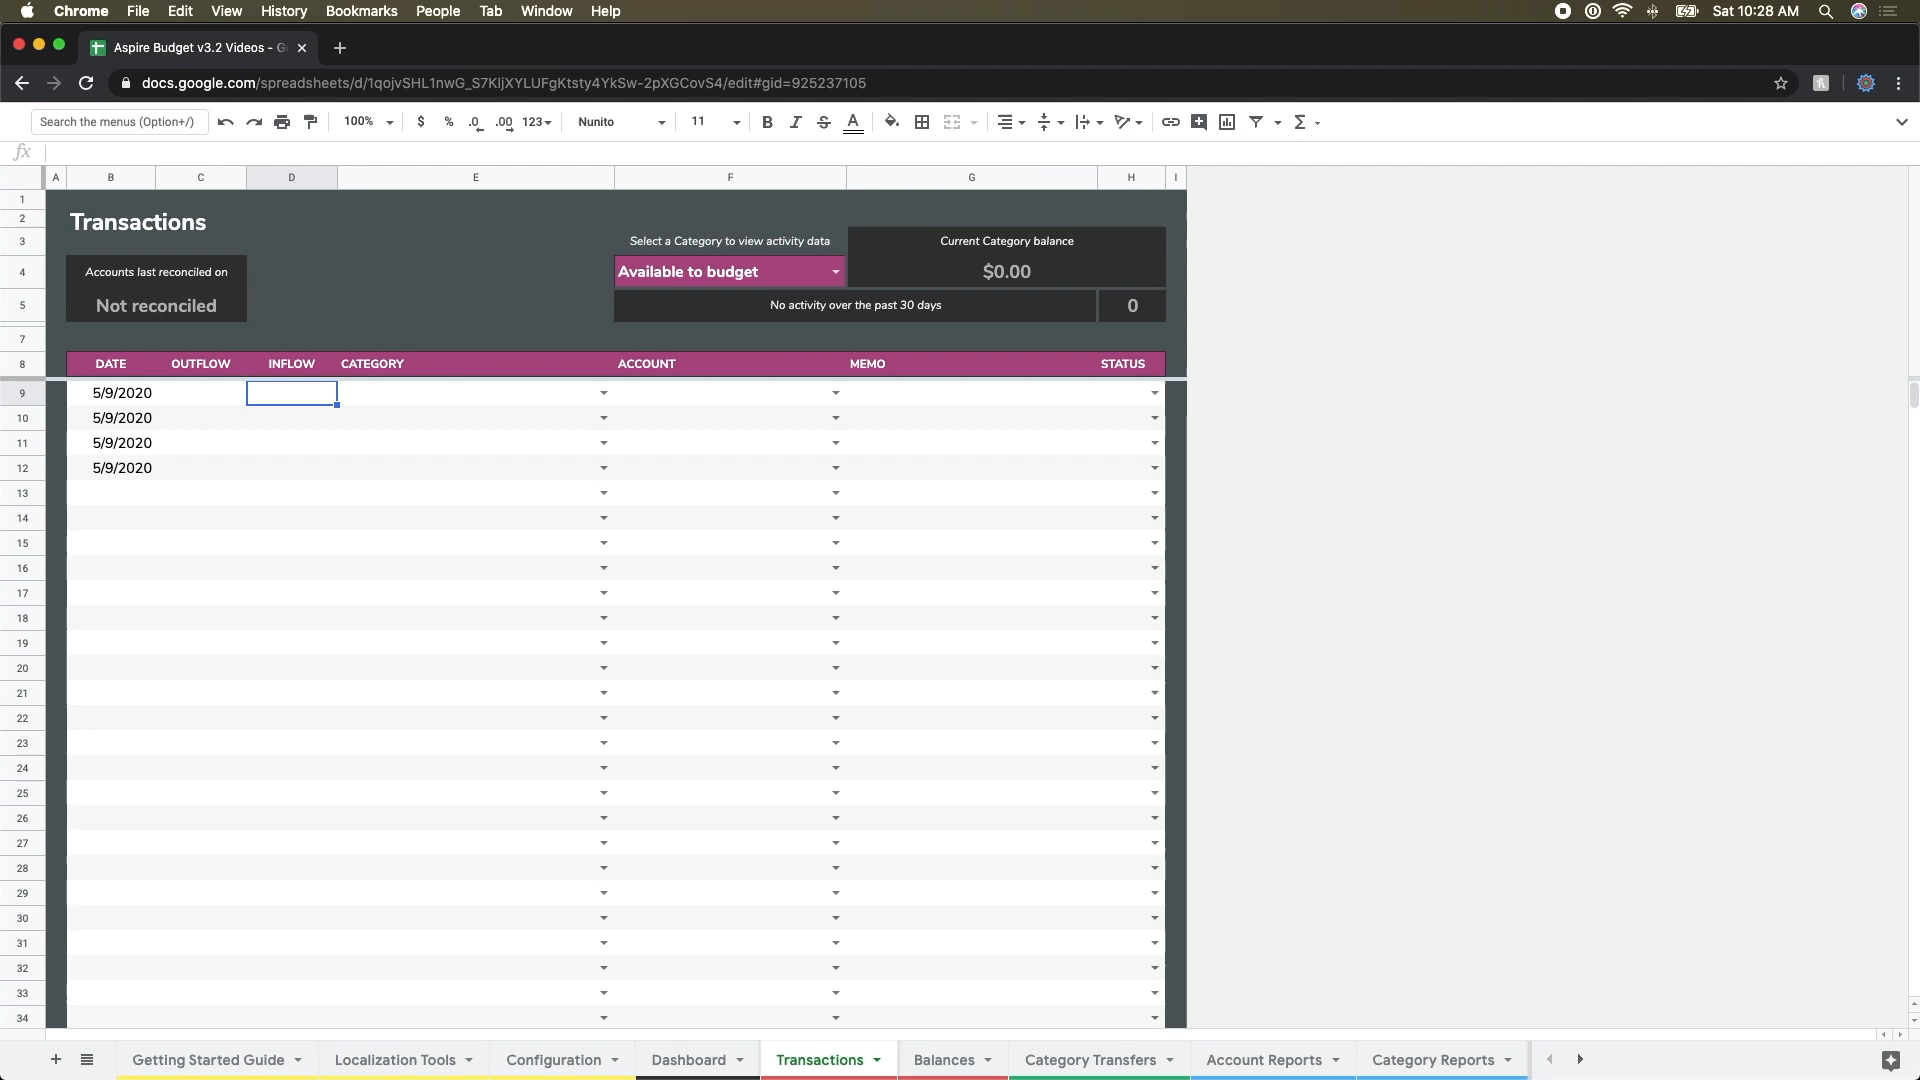 Chrome File Edit View History Bookmarks People Tab Window Help Sat 10:28 AM
Aspire Budget v3.2 Videos - G
docs.google.com/spreadsheets/d/1qojvSHL1nwG_S7KljXYLUFgKtsty4YkSw-2pXGCovS4/edit#gid=925237105
Search the menus (Option+/) 100% $ % .0 .00 123 Nunito 11 B I S A Σ
fx
A B C D E F G H I
1
2 Transactions
3 Select a Category to view activity data Current Category balance
4 Accounts last reconciled on Available to budget $0.00
5 Not reconciled No activity over the past 30 days 0
7
8 DATE OUTFLOW INFLOW CATEGORY ACCOUNT MEMO STATUS
9 5/9/2020
10 5/9/2020
11 5/9/2020
12 5/9/2020
13
14
15
16
17
18
19
20
21
22
23
24
25
26
27
28
29
30
31
32
33
34
+ Getting Started Guide Localization Tools Configuration Dashboard Transactions Balances Category Transfers Account Reports Category Reports